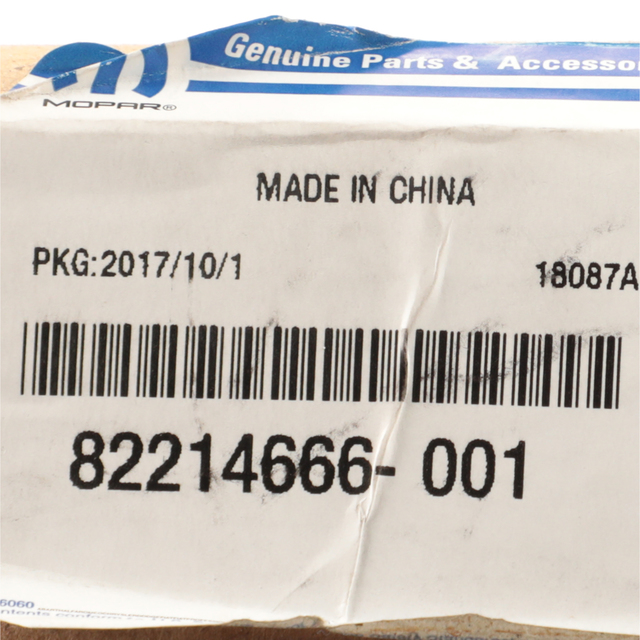 Genuine Parts & Accesso
MOPAR®
MADE IN CHINA
PKG:2017/10/1
18087A
82214666-001
6060